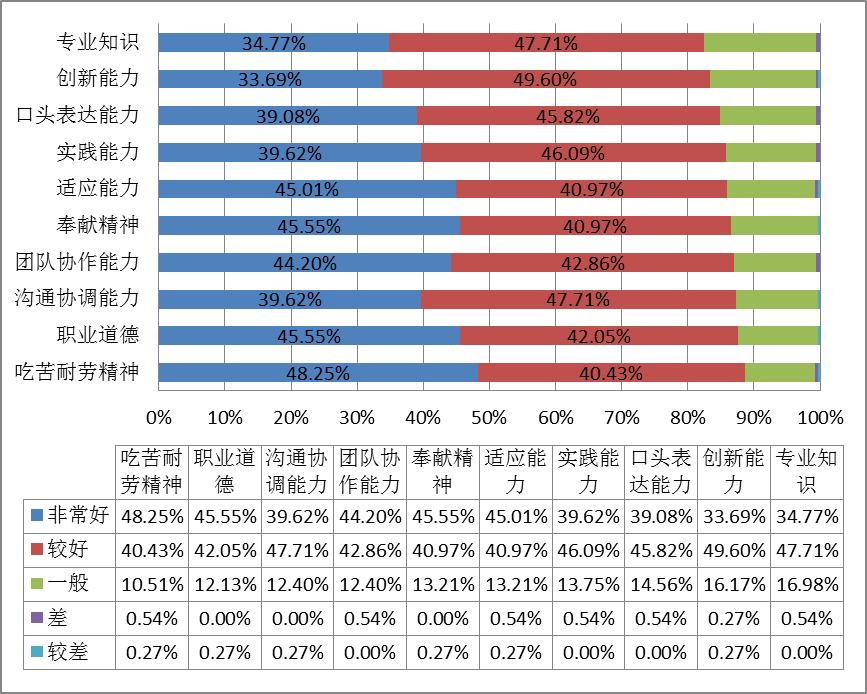 专业知识 34.77% 47.71%
创新能力 33.69% 49.60%
口头表达能力 39.08% 45.82%
实践能力 39.62% 46.09%
适应能力 45.01% 40.97%
奉献精神 45.55% 40.97%
团队协作能力 44.20% 42.86%
沟通协调能力 39.62% 47.71%
职业道德 45.55% 42.05%
吃苦耐劳精神 48.25% 40.43%
0% 10% 20% 30% 40% 50% 60% 70% 80% 90% 100%
吃苦耐 职业道 沟通协 团队协 奉献精 适应能 实践能 口头表 创新能 专业知
劳精神 德 调能力 作能力 神 力 力 达能力 力 识
非常好 48.25% 45.55% 39.62% 44.20% 45.55% 45.01% 39.62% 39.08% 33.69% 34.77%
较好 40.43% 42.05% 47.71% 42.86% 40.97% 40.97% 46.09% 45.82% 49.60% 47.71%
一般 10.51% 12.13% 12.40% 12.40% 13.21% 13.21% 13.75% 14.56% 16.17% 16.98%
差 0.54% 0.00% 0.00% 0.54% 0.00% 0.54% 0.54% 0.54% 0.27% 0.54%
较差 0.27% 0.27% 0.27% 0.00% 0.27% 0.27% 0.00% 0.00% 0.27% 0.00%